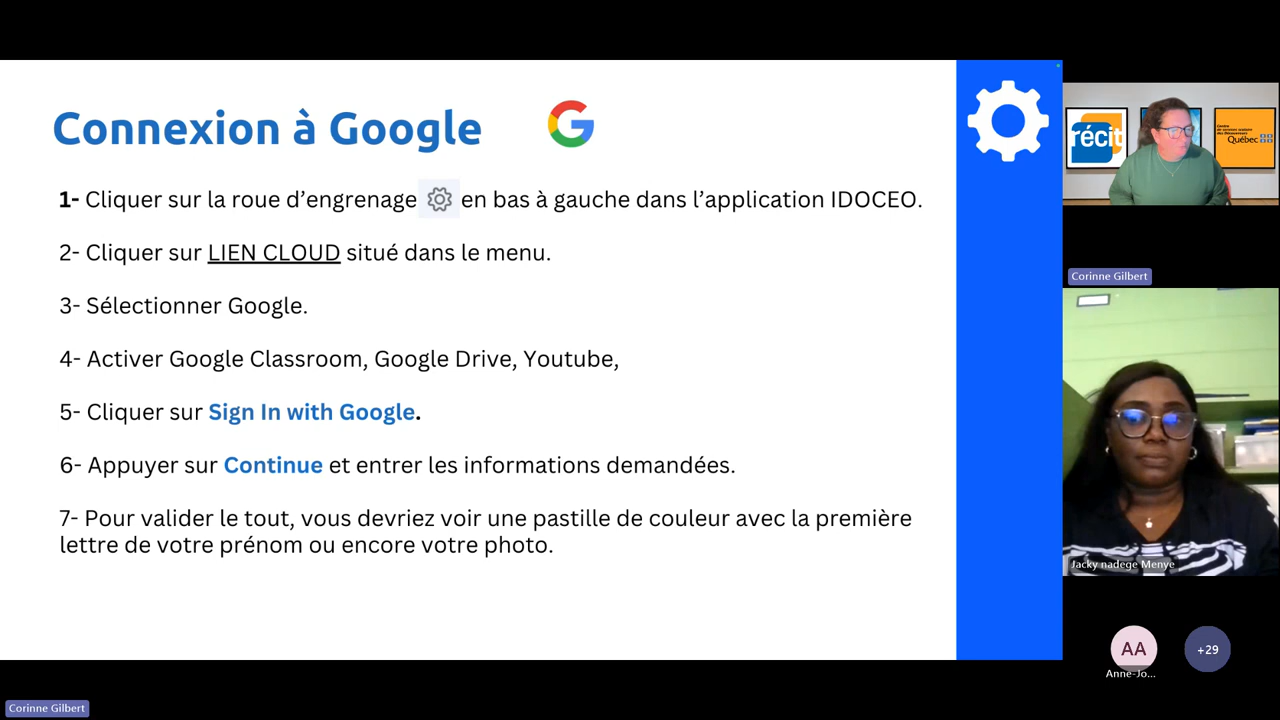 Connexion à Google
1- Cliquer sur la roue d’engrenage en bas à gauche dans l’application IDOCEO.
2- Cliquer sur LIEN CLOUD situé dans le menu.
3- Sélectionner Google.
4- Activer Google Classroom, Google Drive, Youtube,
5- Cliquer sur Sign In with Google.
6- Appuyer sur Continue et entrer les informations demandées.
7- Pour valider le tout, vous devriez voir une pastille de couleur avec la première
lettre de votre prénom ou encore votre photo.
récit
Québec
Corinne Gilbert
Jacky nadege Menye
AA
+29
Anne-Jo...
Corinne Gilbert